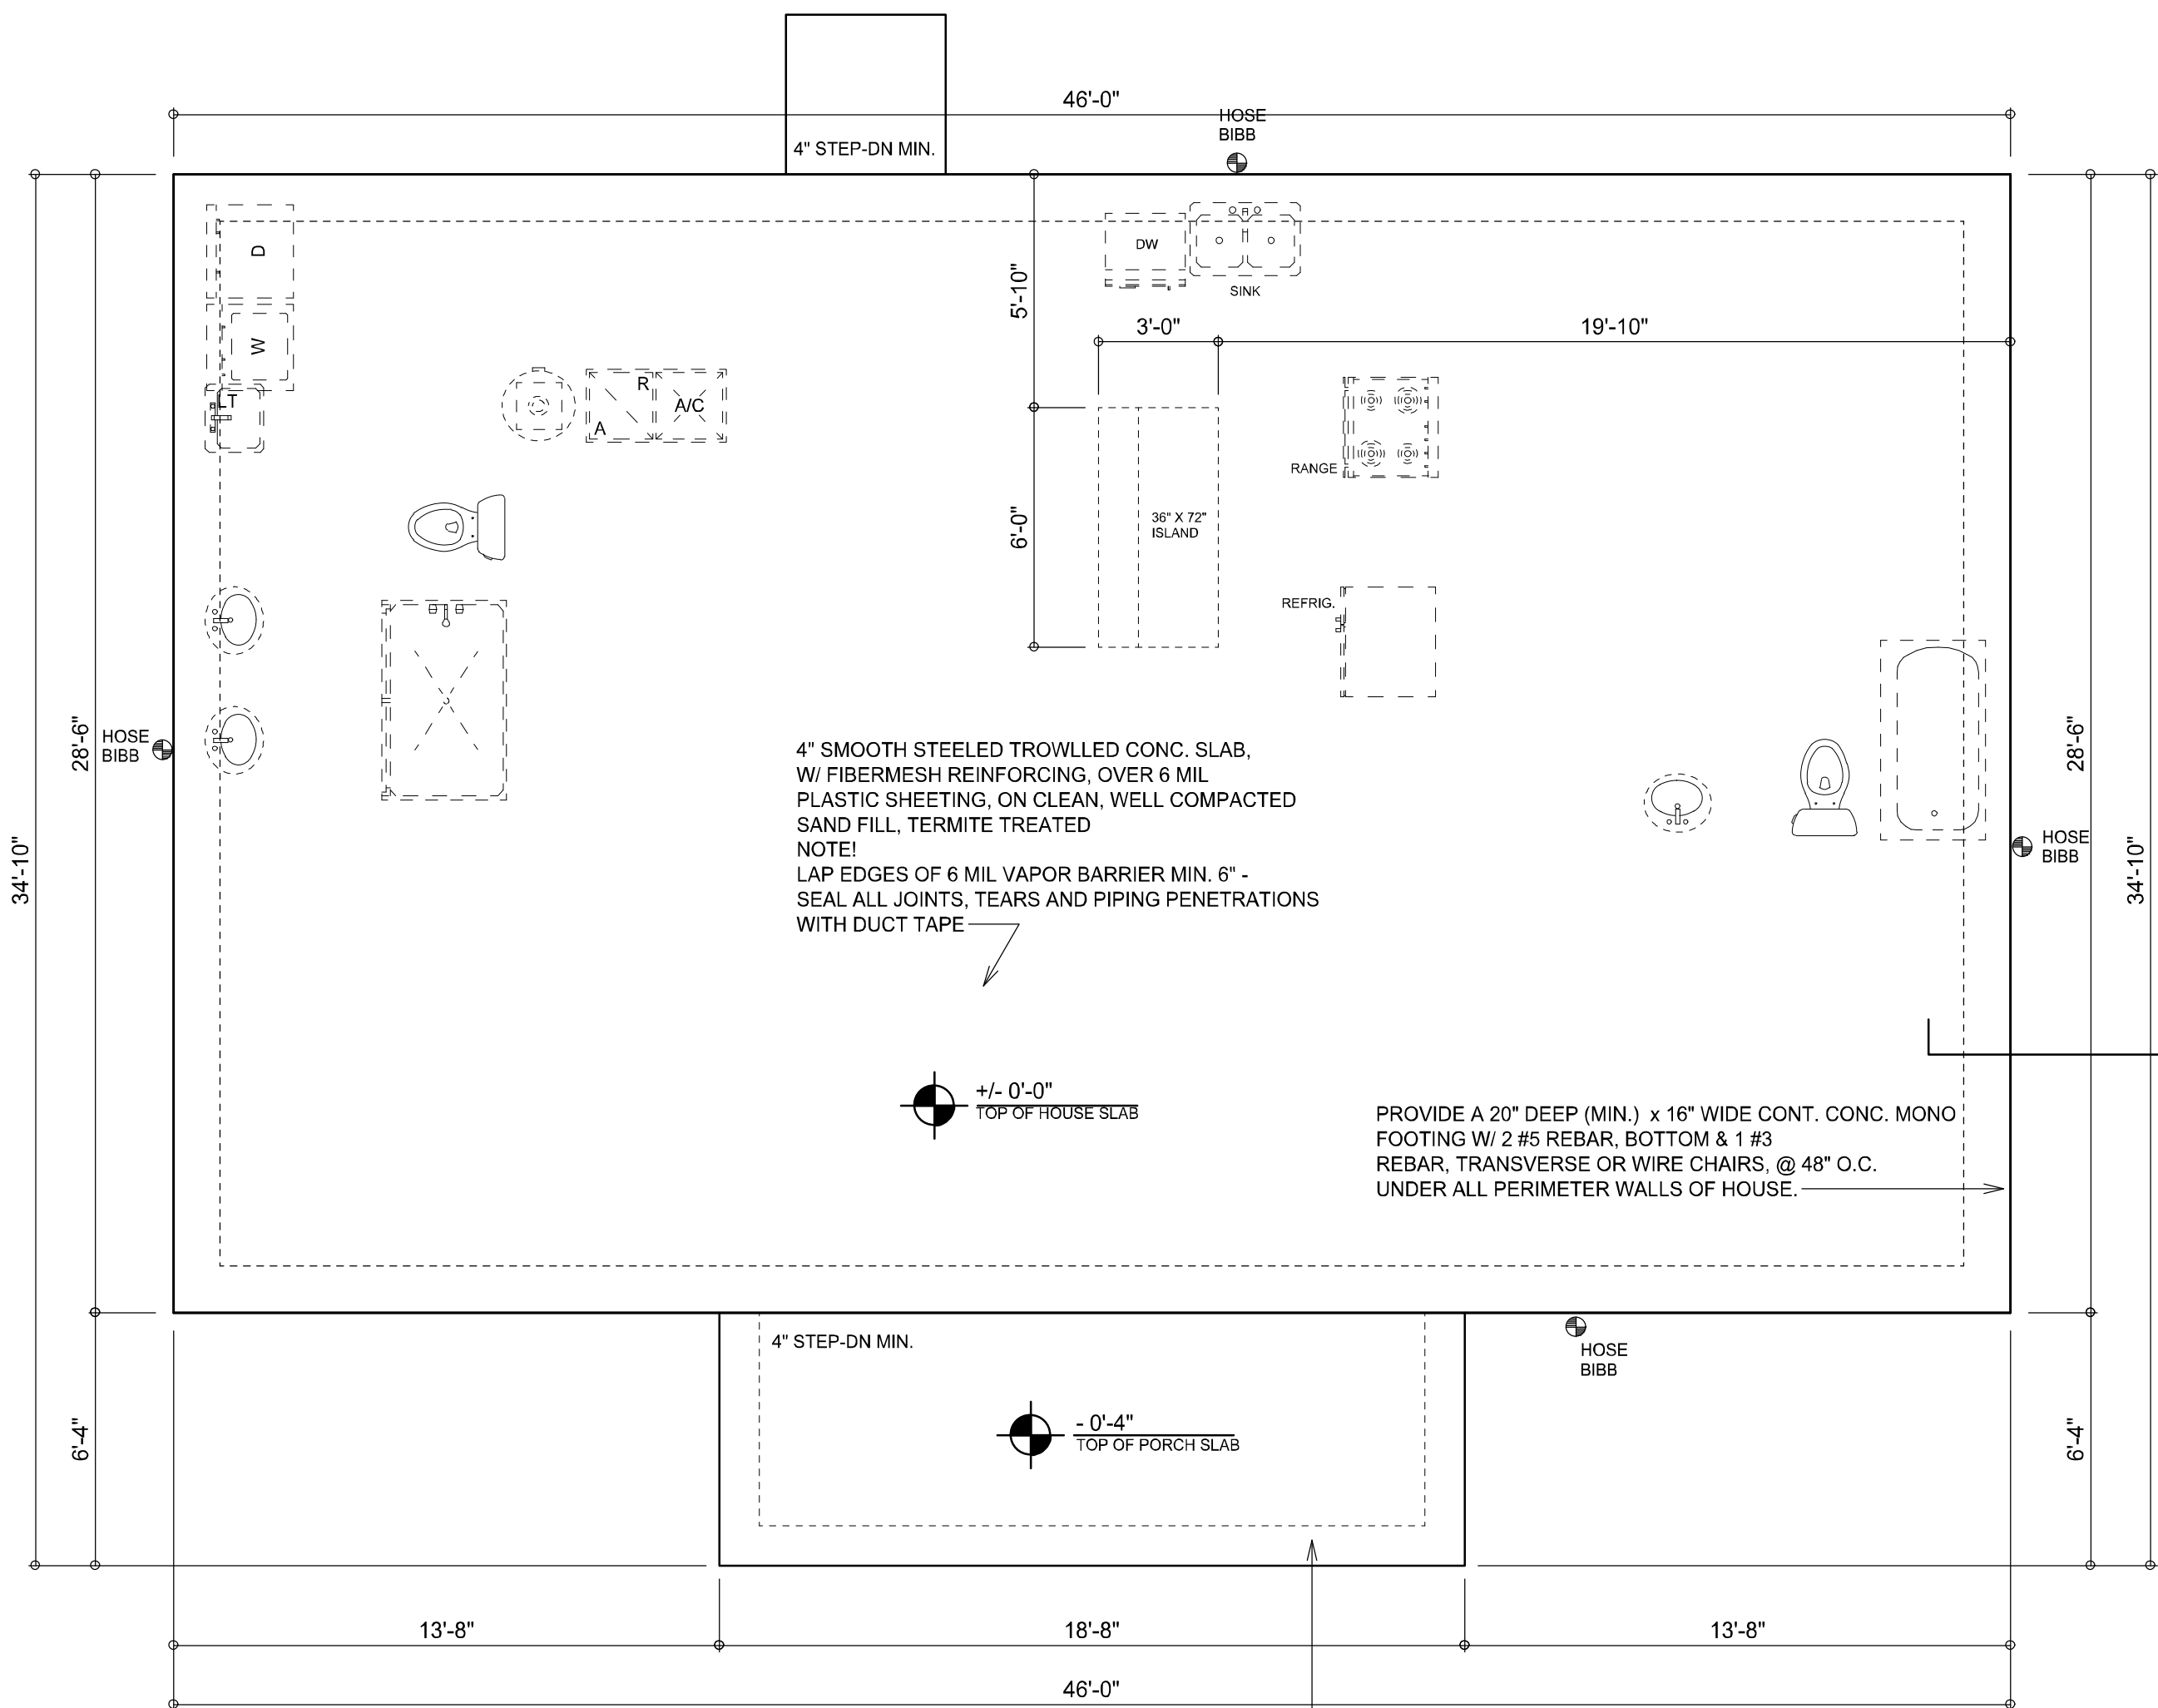 46'-0"
HOSE
BIBB
4" STEP-DN MIN.
D
W
LT
R
A
A/C
DW
SINK
5'-10"
3'-0"
19'-10"
RANGE
6'-0"
36" X 72"
ISLAND
REFRIG.
28'-6"
HOSE
BIBB
34'-10"
4" SMOOTH STEELED TROWLLED CONC. SLAB,
W/ FIBERMESH REINFORCING, OVER 6 MIL
PLASTIC SHEETING, ON CLEAN, WELL COMPACTED
SAND FILL, TERMITE TREATED
NOTE!
LAP EDGES OF 6 MIL VAPOR BARRIER MIN. 6" -
SEAL ALL JOINTS, TEARS AND PIPING PENETRATIONS
WITH DUCT TAPE
28'-6"
HOSE
BIBB
34'-10"
+/- 0'-0"
TOP OF HOUSE SLAB
PROVIDE A 20" DEEP (MIN.) x 16" WIDE CONT. CONC. MONO
FOOTING W/ 2 #5 REBAR, BOTTOM & 1 #3
REBAR, TRANSVERSE OR WIRE CHAIRS, @ 48" O.C.
UNDER ALL PERIMETER WALLS OF HOUSE.
4" STEP-DN MIN.
HOSE
BIBB
6'-4"
- 0'-4"
TOP OF PORCH SLAB
6'-4"
13'-8"
18'-8"
13'-8"
46'-0"